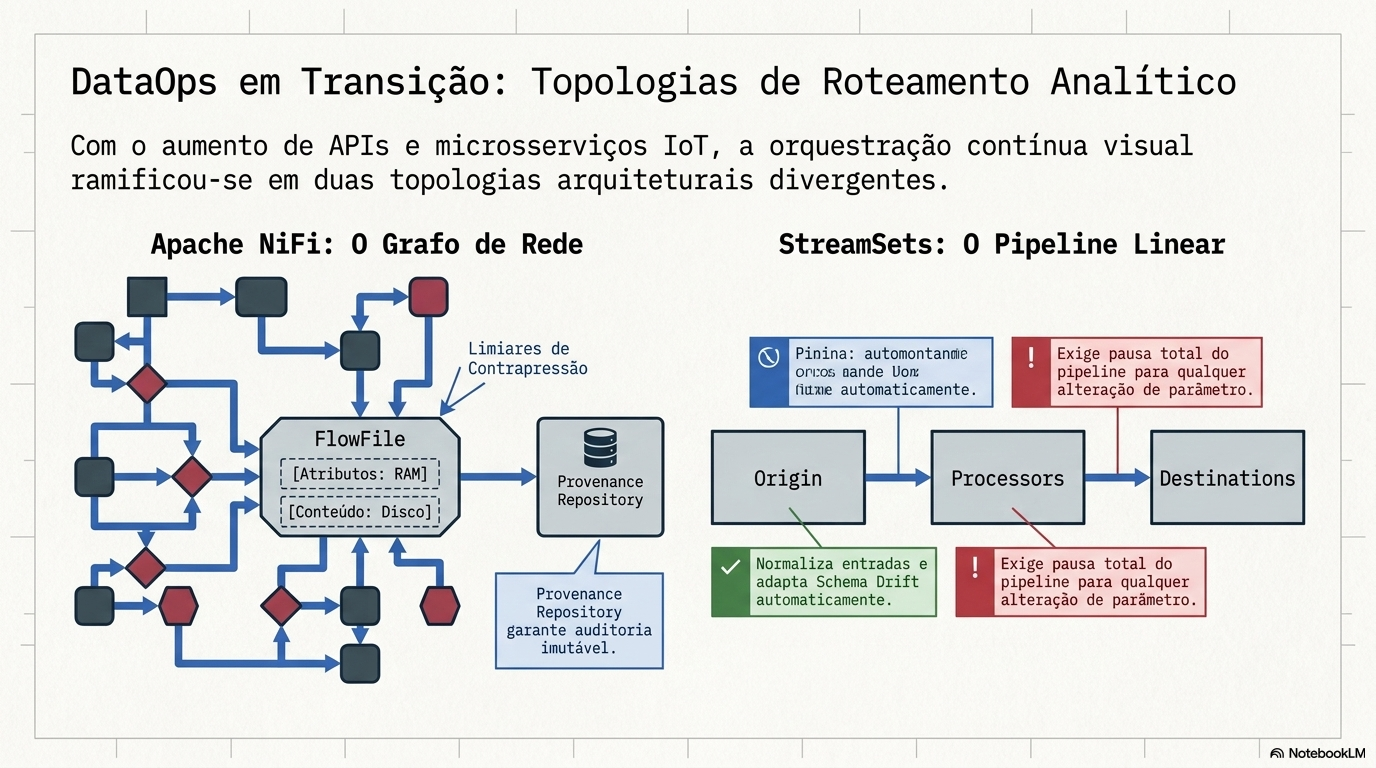 DataOps em Transição: Topologias de Roteamento Analítico
Com o aumento de APIs e microsserviços IoT, a orquestração contínua visual
ramificou-se em duas topologias arquiteturais divergentes.
Apache NiFi: O Grafo de Rede
Limiares de
Contrapressão
FlowFile
[Atributos: RAM]
[Conteúdo: Disco]
Provenance
Repository
Provenance
Repository
garante auditoria
imutável.
StreamSets: O Pipeline Linear
Pinina:
automaticamente.
Exige pausa total do
pipeline para qualquer
alteração de parâmetro.
Origin
Processors
Destinations
Normaliza entradas e
adapta Schema Drift
automaticamente.
Exige pausa total do
pipeline para qualquer
alteração de parâmetro.
NotebookLM